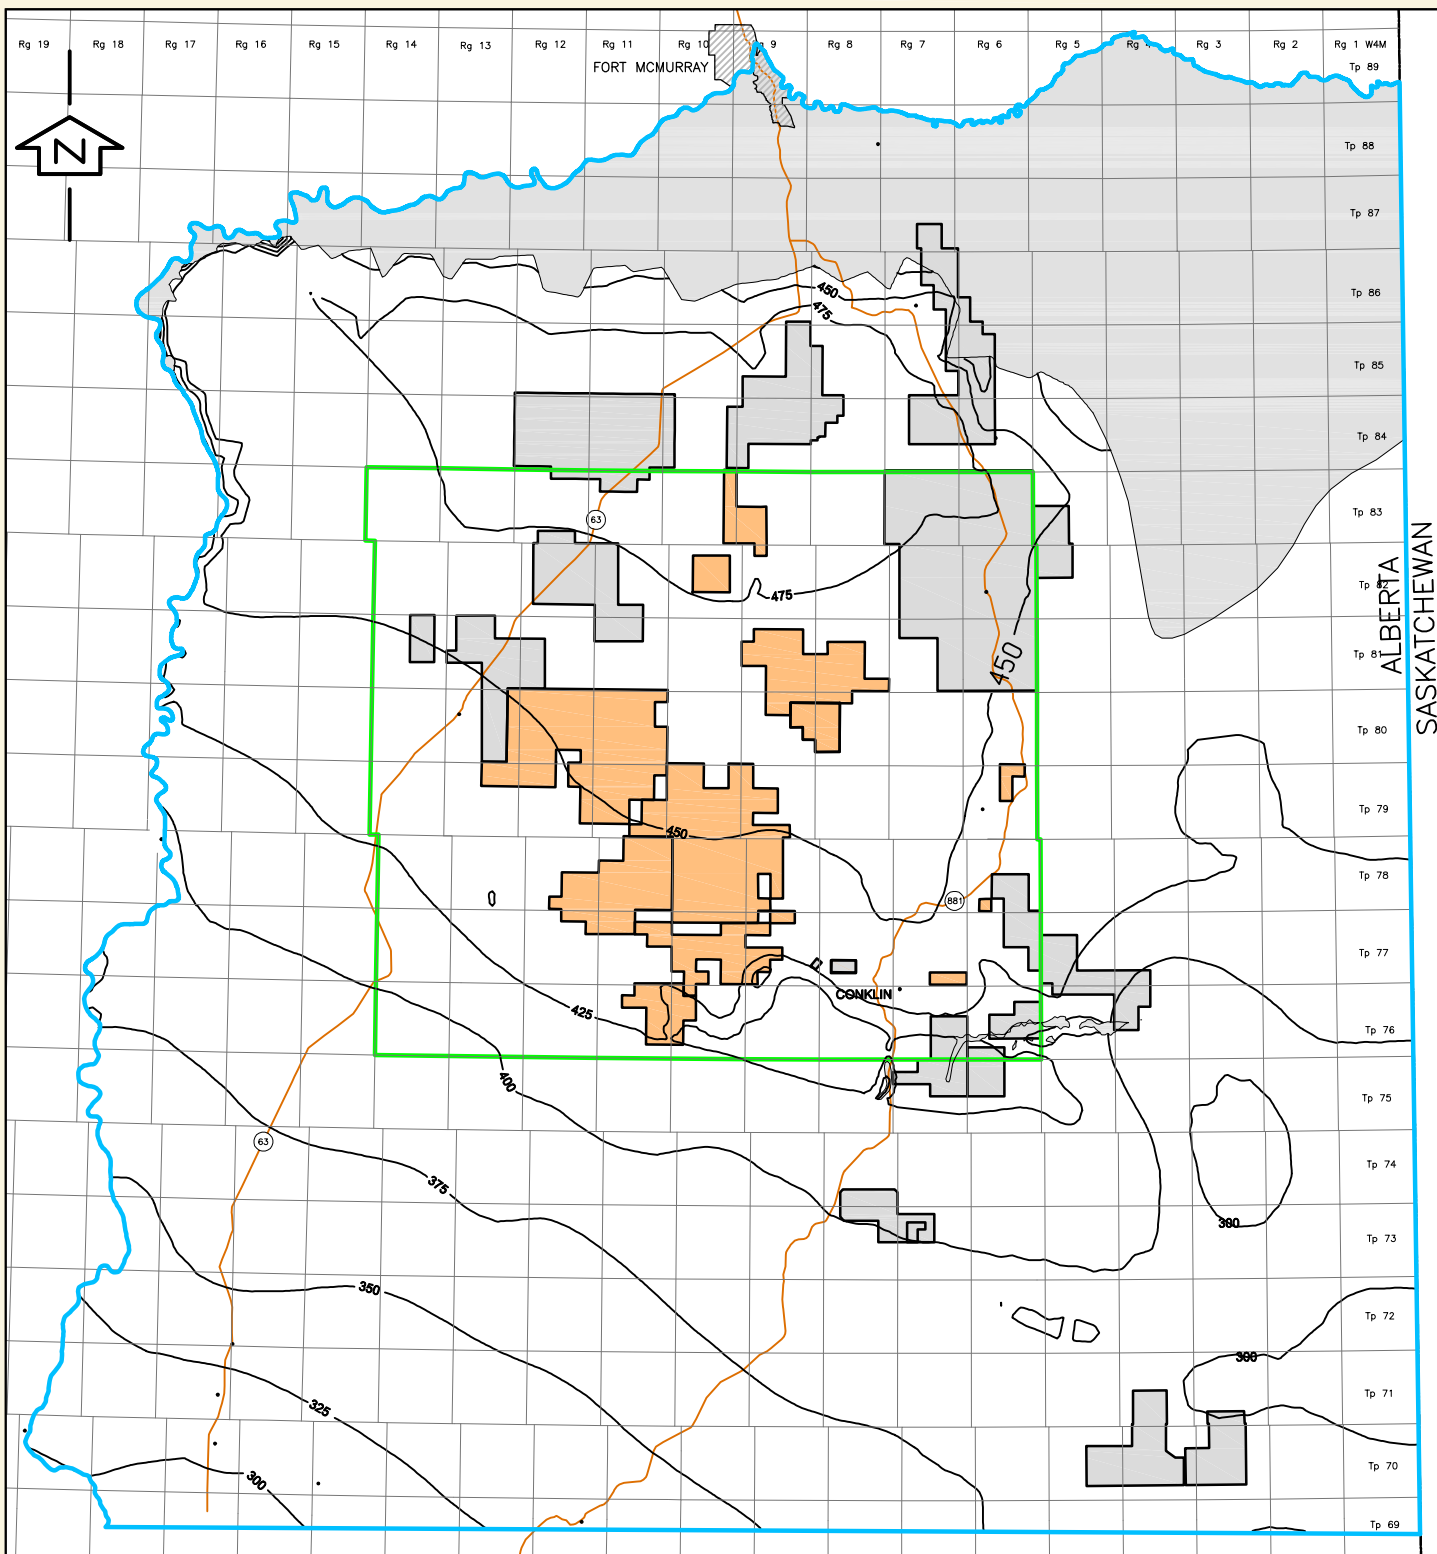 Rg 19 Rg 18 Rg 17 Rg 16 Rg 15 Rg 14 Rg 13 Rg 12 Rg 11 Rg 10 Rg 9 Rg 8 Rg 7 Rg 6 Rg 5 Rg 4 Rg 3 Rg 2 Rg 1 W4M
FORT MCMURRAY
Tp 89
N
Tp 88
Tp 87
450
Tp 86
475
Tp 85
Tp 84
63
Tp 83
475
Tp 82
ALBERTA
SASKATCHEWAN
450
Tp 81
Tp 80
Tp 79
450
Tp 78
881
Tp 77
CONKLIN
425
Tp 76
400
Tp 75
63
Tp 74
375
300
Tp 73
350
Tp 72
300
Tp 71
325
Tp 70
300
Tp 69